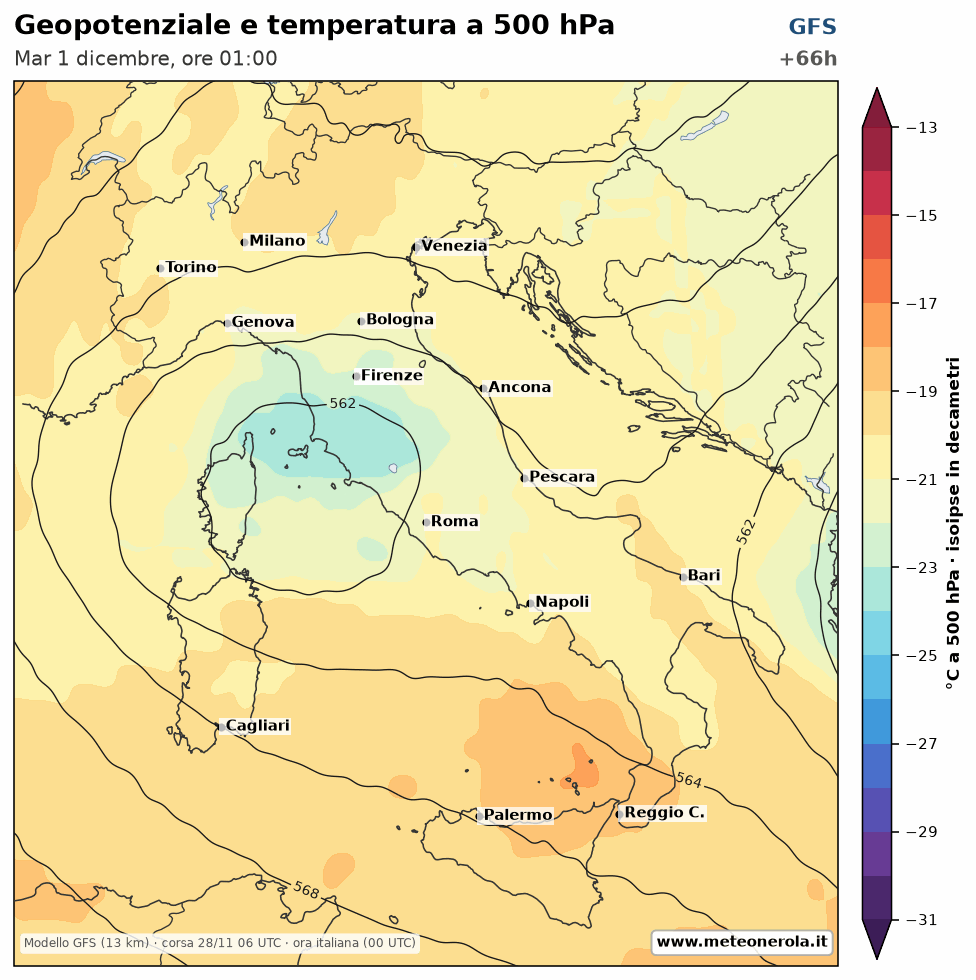 Geopotenziale e temperatura a 500 hPa
GFS
Mar 1 dicembre, ore 01:00
+66h
Milano
Venezia
Torino
Genova
Bologna
Firenze
Ancona
562
Pescara
Roma
562
Bari
Napoli
Cagliari
564
Palermo
Reggio C.
568
Modello GFS (13 km) · corsa 28/11 06 UTC · ora italiana (00 UTC)
www.meteonerola.it
−13
−15
−17
−19
−21
−23
−25
−27
−29
−31
°C a 500 hPa · isoipse in decametri